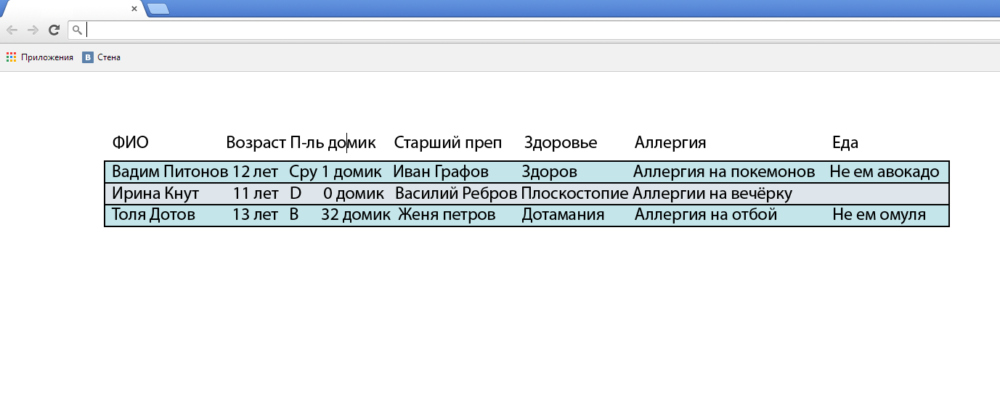 Приложения В Стена
ФИО Возраст П-ль домик Старший преп Здоровье Аллергия Еда
Вадим Питонов 12 лет Сру 1 домик Иван Графов Здоров Аллергия на покемонов Не ем авокадо
Ирина Кнут 11 лет D 0 домик Василий Ребров Плоскостопие Аллергии на вечёрку
Толя Дотов 13 лет В 32 домик Женя петров Дотамания Аллергия на отбой Не ем омуля